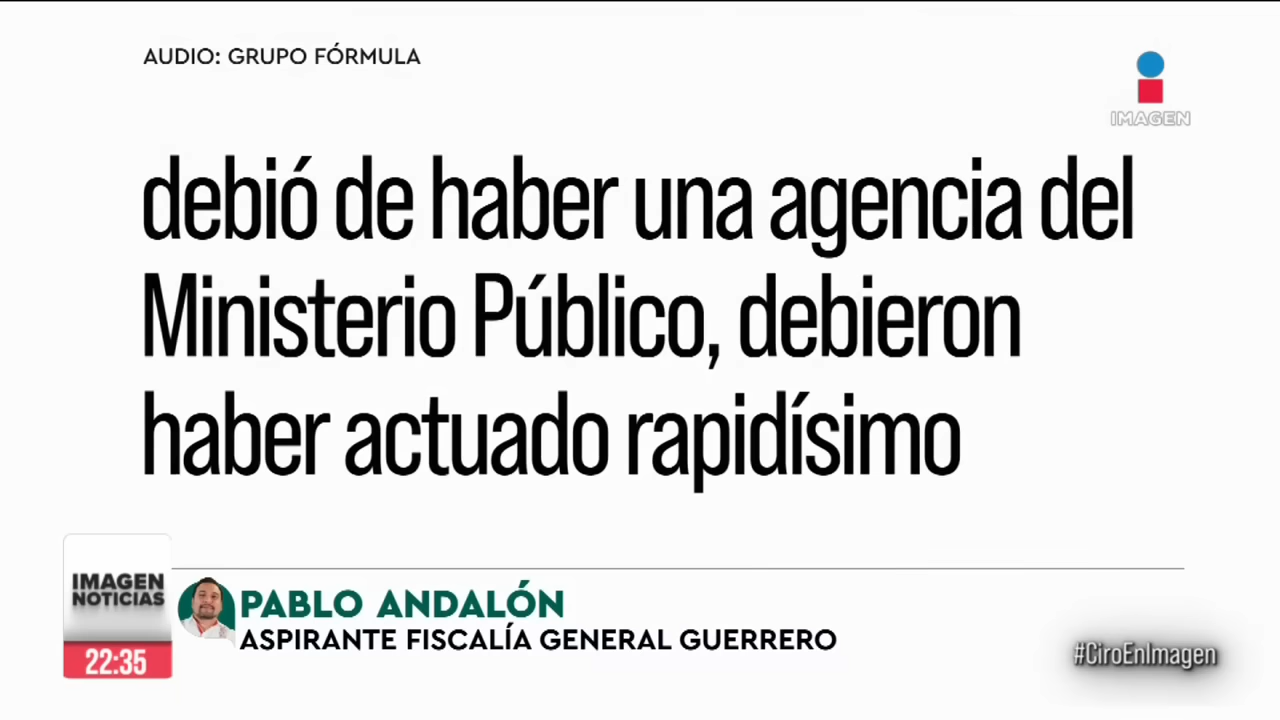 AUDIO: GRUPO FÓRMULA
IMAGEN
debió de haber una agencia del
Ministerio Público, debieron
haber actuado rapidísimo
IMAGEN
NOTICIAS
22:35
PABLO ANDALÓN
ASPIRANTE FISCALÍA GENERAL GUERRERO
#CiroEnImagen